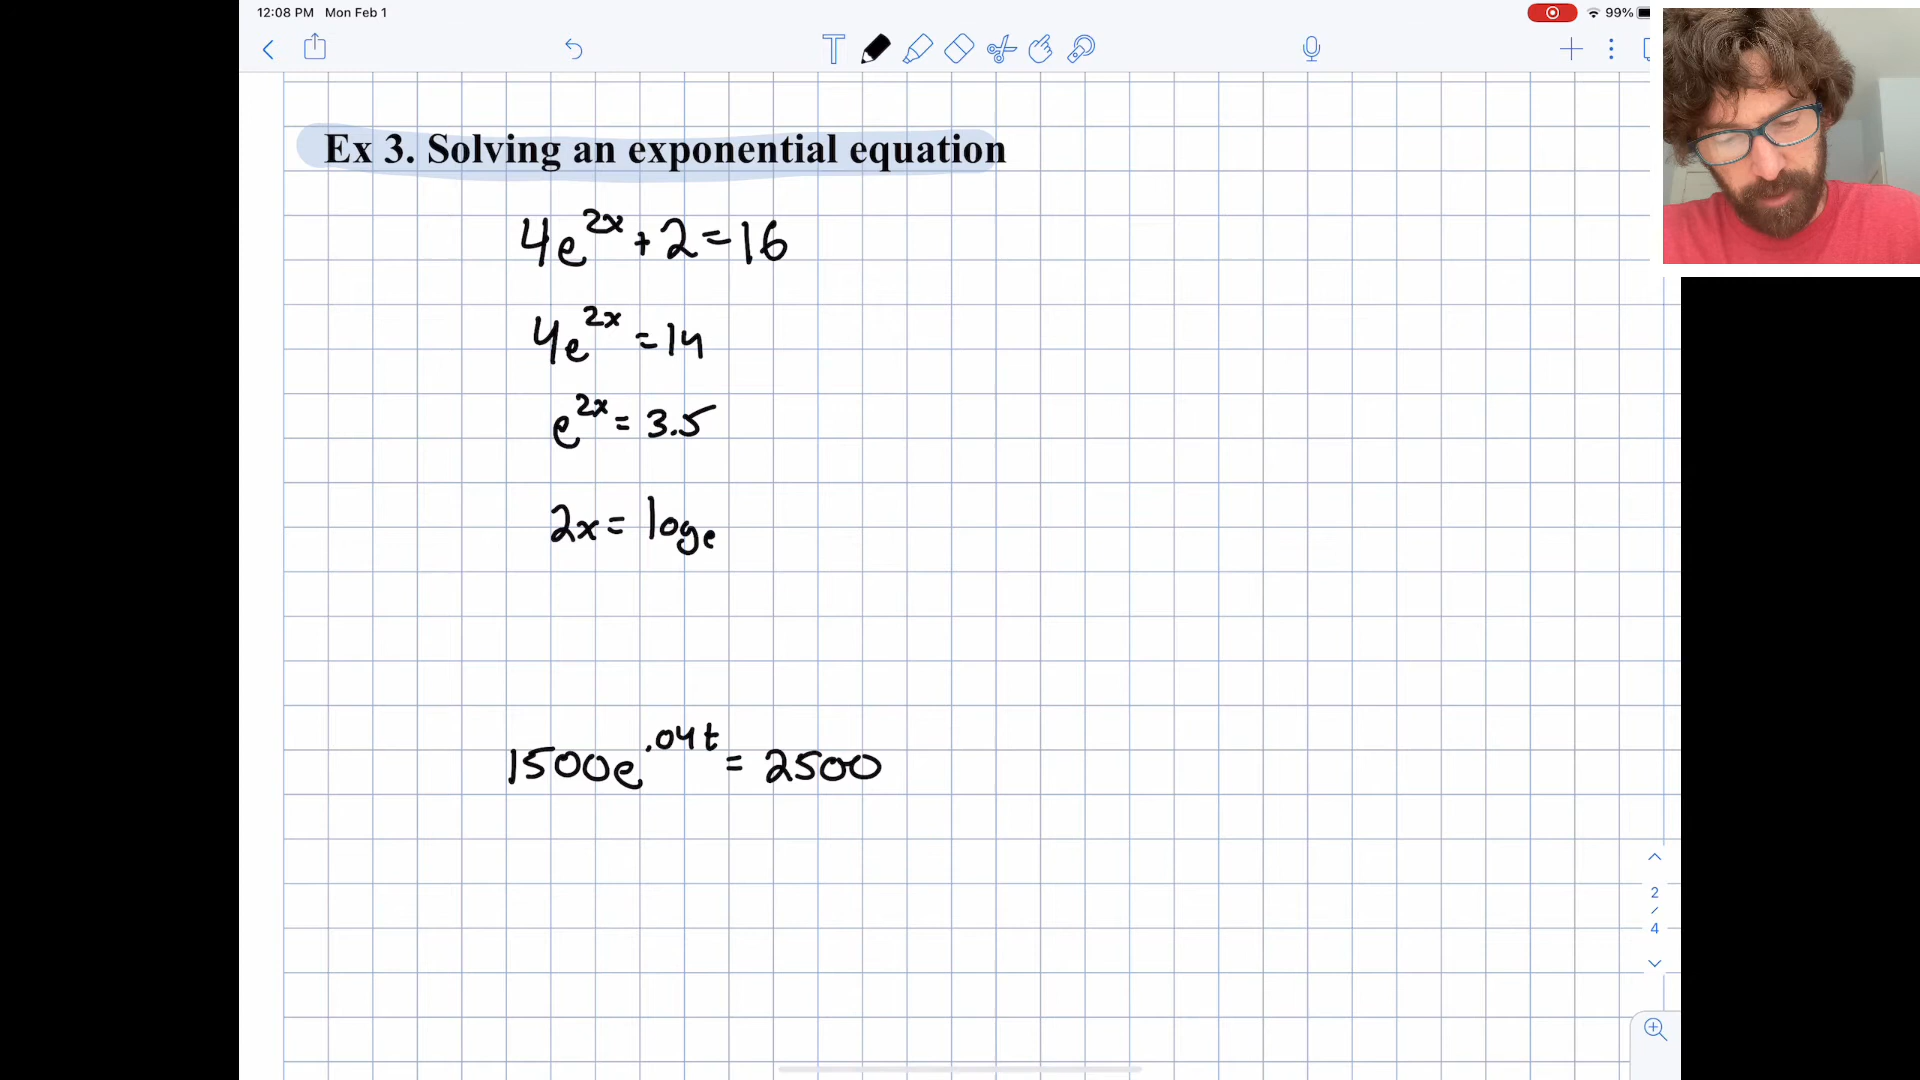 12:08 PM Mon Feb 1
99%
T
Ex 3. Solving an exponential equation
4e^{2x} + 2 = 16
4e^{2x} = 14
e^{2x} = 3.5
2x = log_e
1500e^{.04t} = 2500
2
/
4